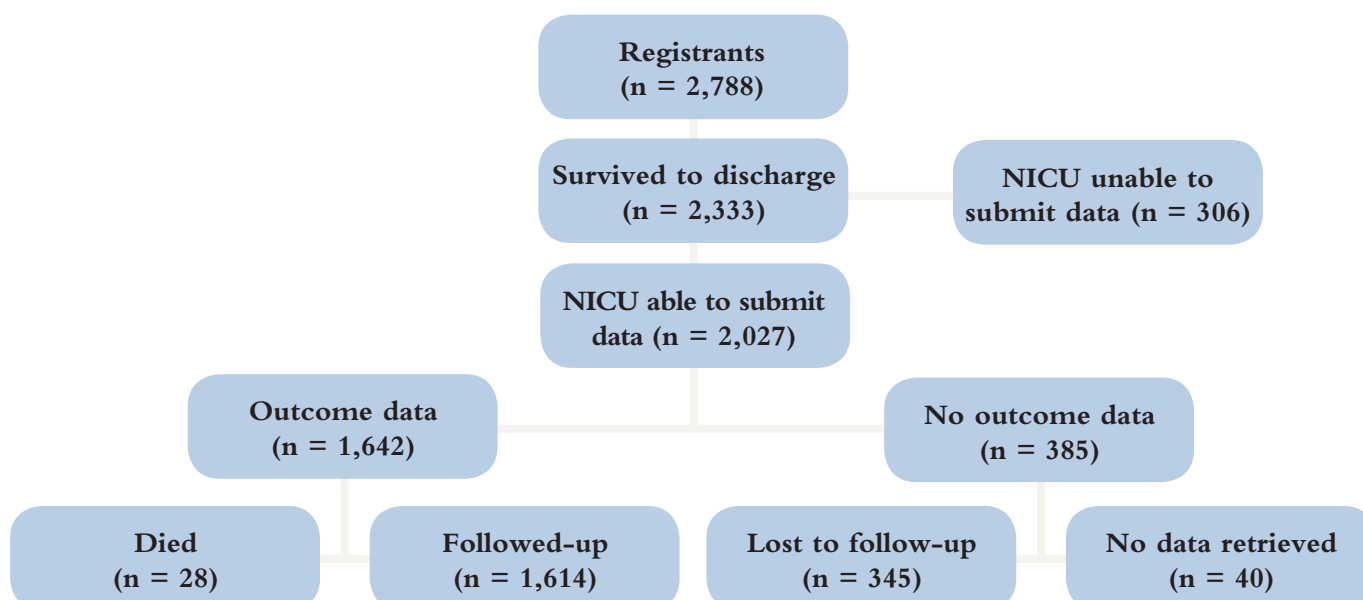 Registrants
(n = 2,788)
Survived to discharge
(n = 2,333)
NICU unable to
submit data (n = 306)
NICU able to submit
data (n = 2,027)
Outcome data
(n = 1,642)
No outcome data
(n = 385)
Died
(n = 28)
Followed-up
(n = 1,614)
Lost to follow-up
(n = 345)
No data retrieved
(n = 40)